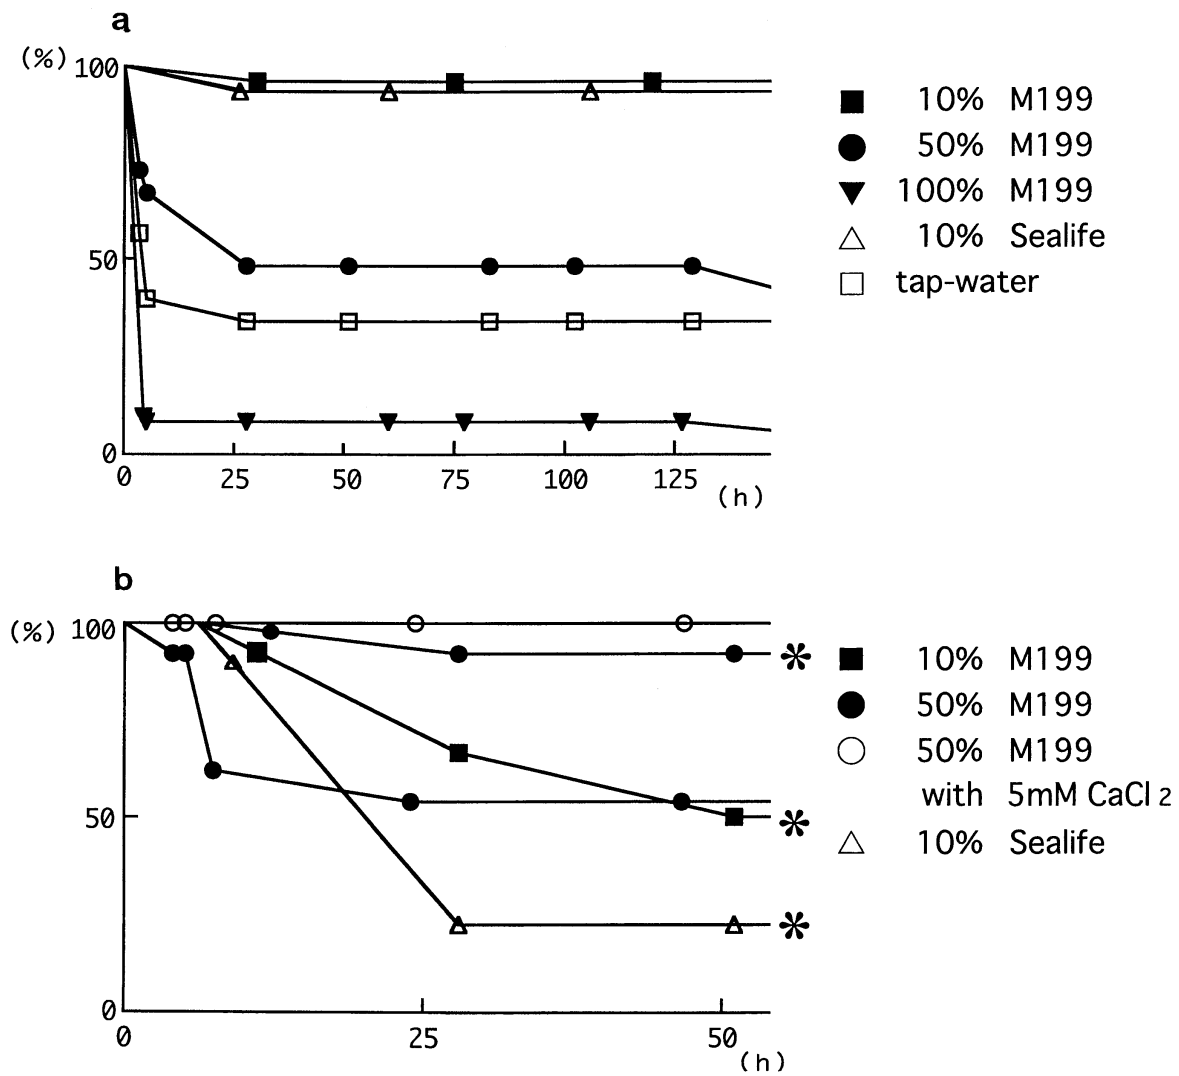 a
(%) 100
50
0
0 25 50 75 100 125
(h)
10% M199
50% M199
100% M199
10% Sealife
tap-water
b
(%) 100
50
0
0 25 50
(h)
*
*
*
10% M199
50% M199
50% M199
with 5mM CaCl2
10% Sealife